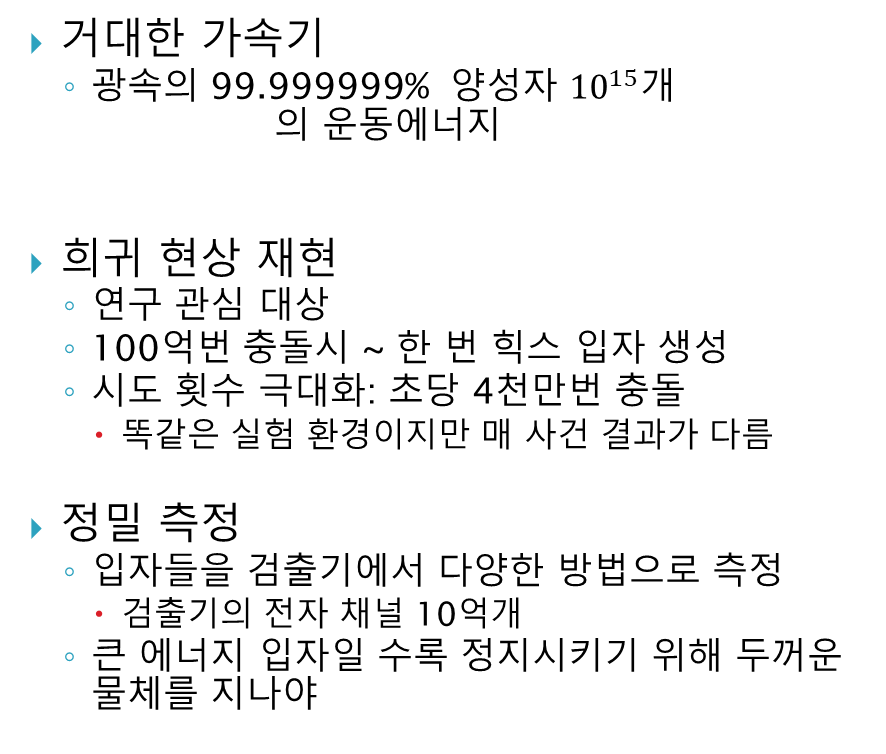 거대한 가속기
광속의 99.999999% 양성자 10¹⁵개
의 운동에너지
희귀 현상 재현
연구 관심 대상
100억번 충돌시 ~ 한 번 힉스 입자 생성
시도 횟수 극대화: 초당 4천만번 충돌
똑같은 실험 환경이지만 매 사건 결과가 다름
정밀 측정
입자들을 검출기에서 다양한 방법으로 측정
검출기의 전자 채널 10억개
큰 에너지 입자일 수록 정지시키기 위해 두꺼운
물체를 지나야